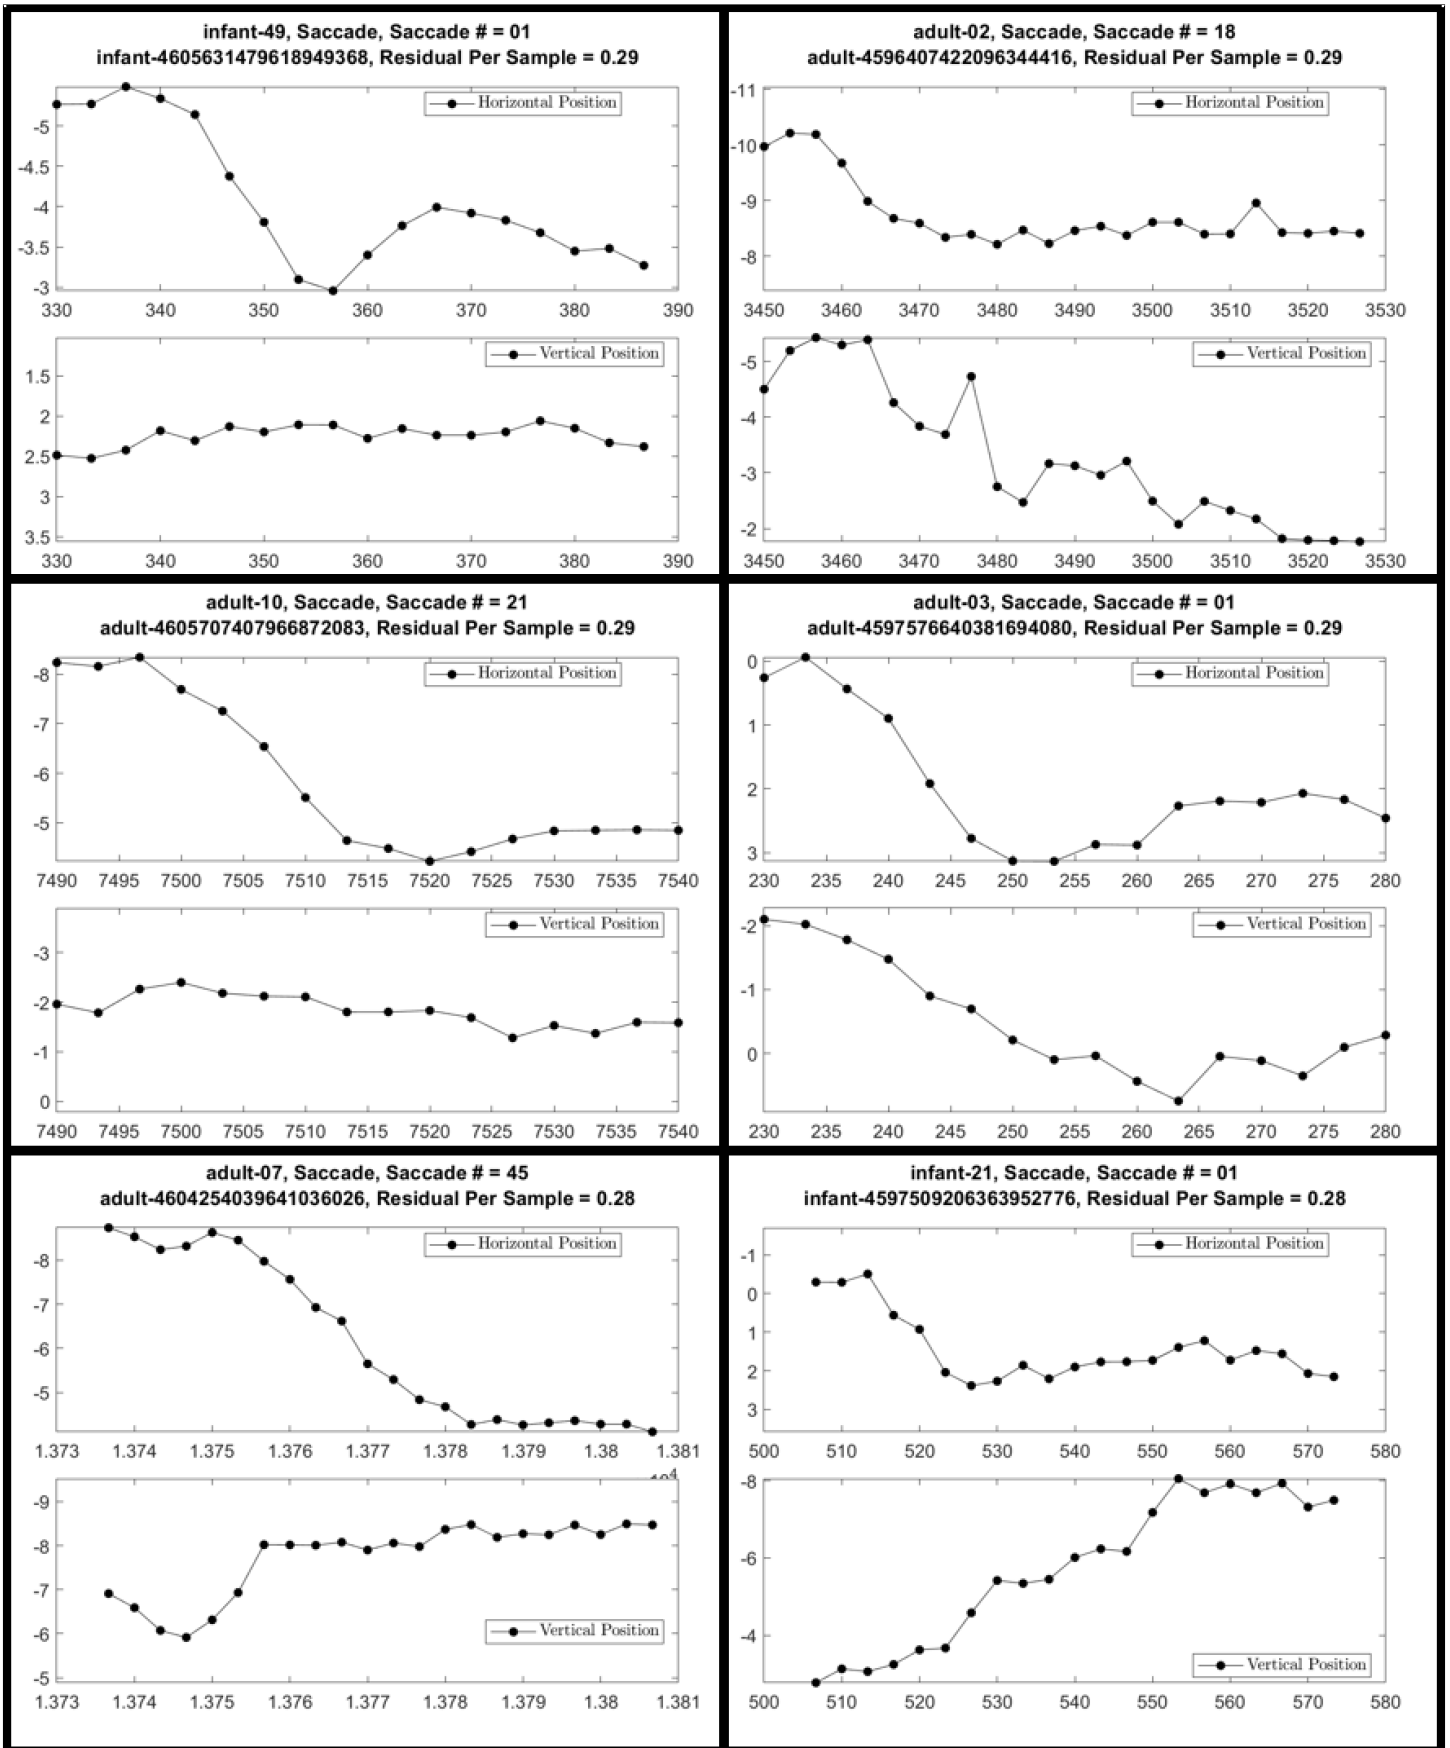 infant-49, Saccade, Saccade # = 01
infant-4605631479618949368, Residual Per Sample = 0.29
Horizontal Position
-5
-4.5
-4
-3.5
-3
330 340 350 360 370 380 390
Vertical Position
1.5
2
2.5
3
3.5
330 340 350 360 370 380 390
adult-02, Saccade, Saccade # = 18
adult-4596407422096344416, Residual Per Sample = 0.29
-11
Horizontal Position
-10
-9
-8
3450 3460 3470 3480 3490 3500 3510 3520 3530
Vertical Position
-5
-4
-3
-2
3450 3460 3470 3480 3490 3500 3510 3520 3530
adult-10, Saccade, Saccade # = 21
adult-4605707407966872083, Residual Per Sample = 0.29
Horizontal Position
-8
-7
-6
-5
7490 7495 7500 7505 7510 7515 7520 7525 7530 7535 7540
Vertical Position
-3
-2
-1
0
7490 7495 7500 7505 7510 7515 7520 7525 7530 7535 7540
adult-03, Saccade, Saccade # = 01
adult-4597576640381694080, Residual Per Sample = 0.29
0
Horizontal Position
1
2
3
230 235 240 245 250 255 260 265 270 275 280
Vertical Position
-2
-1
0
230 235 240 245 250 255 260 265 270 275 280
adult-07, Saccade, Saccade # = 45
adult-4604254039641036026, Residual Per Sample = 0.28
Horizontal Position
-8
-7
-6
-5
1.373 1.374 1.375 1.376 1.377 1.378 1.379 1.38 1.381
-9
-8
-7
-6
Vertical Position
-5
1.373 1.374 1.375 1.376 1.377 1.378 1.379 1.38 1.381
infant-21, Saccade, Saccade # = 01
infant-4597509206363952776, Residual Per Sample = 0.28
Horizontal Position
-1
0
1
2
3
500 510 520 530 540 550 560 570 580
-8
-6
-4
Vertical Position
500 510 520 530 540 550 560 570 580